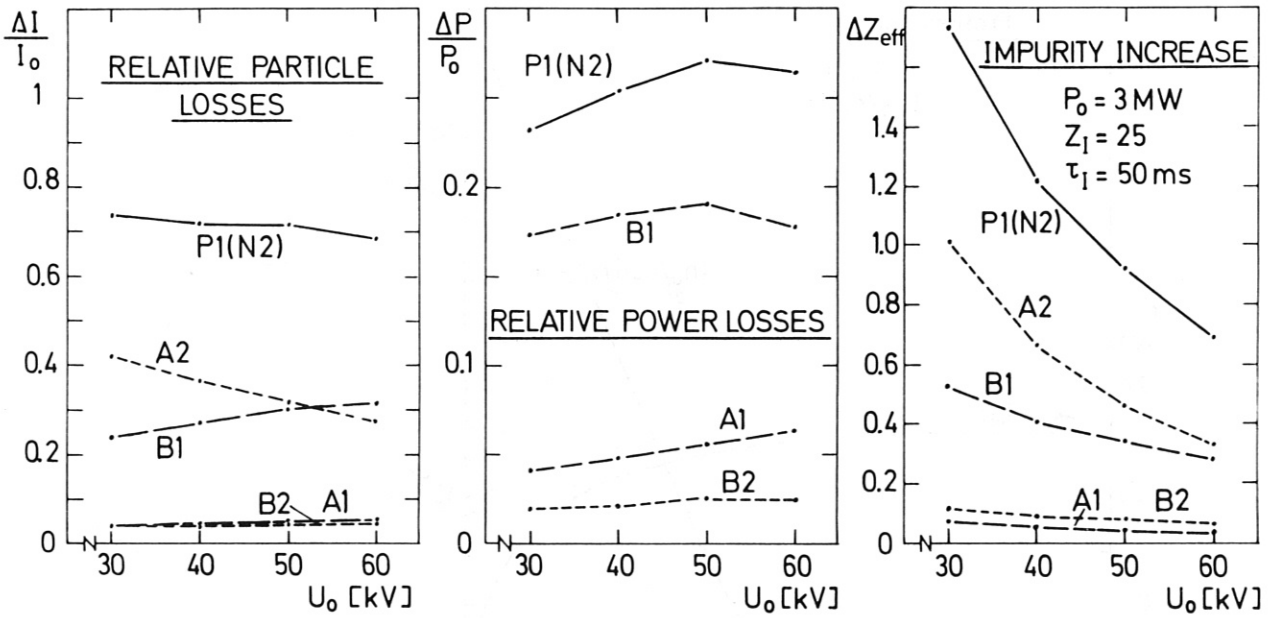 ΔI
I₀
RELATIVE PARTICLE
LOSSES
1
0.8
P1(N2)
0.6
A2
0.4
B1
0.2
B2 A1
0
N
30 40 50 60
U₀ [kV]
ΔP
P₀
P1(N2)
0.2
B1
RELATIVE POWER LOSSES
0.1
A1
B2
0
30 40 50 60
U₀ [kV]
ΔZeff
IMPURITY INCREASE
P₀ = 3 MW
Z_I = 25
τ_I = 50 ms
1.4
1.2
P1(N2)
1.0
A2
0.8
0.6
B1
0.4
0.2
A1 B2
0
N
30 40 50 60
U₀ [kV]